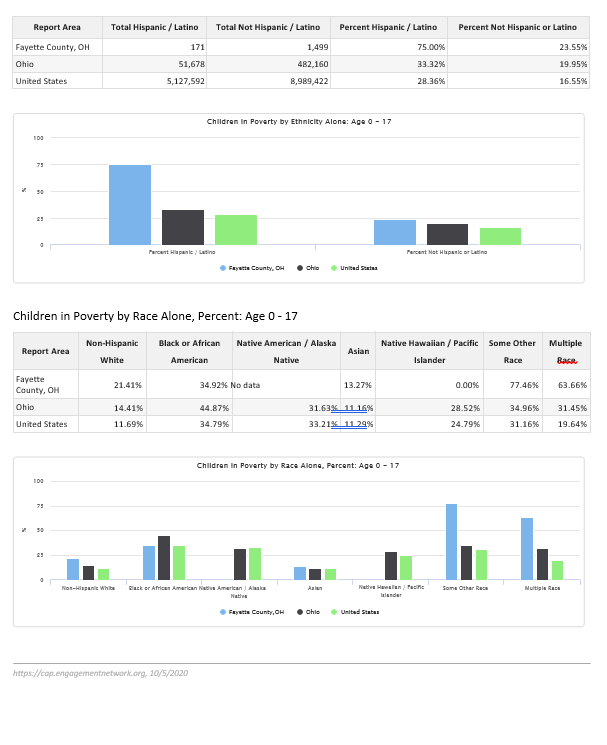 Report Area Total Hispanic / Latino Total Not Hispanic / Latino Percent Hispanic / Latino Percent Not Hispanic or Latino
Fayette County, OH 171 1,499 75.00% 23.55%
Ohio 51,678 482,160 33.32% 19.95%
United States 5,127,592 8,989,422 28.36% 16.55%
Children in Poverty by Ethnicity Alone: Age 0 - 17
100
75
%
50
25
0
Percent Hispanic / Latino Percent Not Hispanic or Latino
Fayette County, OH Ohio United States
Children in Poverty by Race Alone, Percent: Age 0 - 17
Report Area Non-Hispanic White Black or African American Native American / Alaska Native Asian Native Hawaiian / Pacific Islander Some Other Race Multiple Race
Fayette County, OH 21.41% 34.92% No data 13.27% 0.00% 77.46% 63.66%
Ohio 14.41% 44.87% 31.63% 11.16% 28.52% 34.96% 31.45%
United States 11.69% 34.79% 33.21% 11.29% 24.79% 31.16% 19.64%
Children in Poverty by Race Alone, Percent: Age 0 - 17
100
75
%
50
25
0
Non-Hispanic White Black or African American Native American / Alaska Native Asian Native Hawaiian / Pacific Islander Some Other Race Multiple Race
Fayette County,OH Ohio United States
https://cap.engagementnetwork.org, 10/5/2020